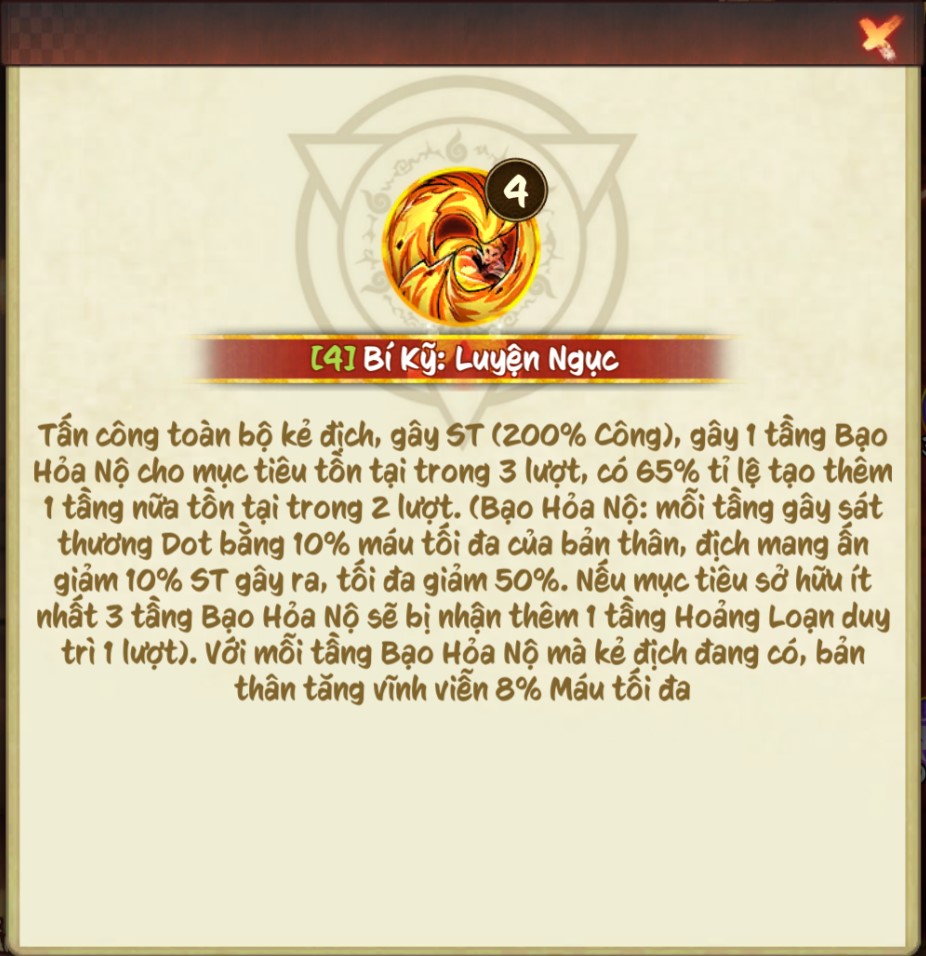 4
[4] Bí Kỹ: Luyện Ngục
Tấn công toàn bộ kẻ địch, gây ST (200% Công), gây 1 tầng Bạo
Hỏa Nộ cho mục tiêu tồn tại trong 3 lượt, có 65% tỉ lệ tạo thêm
1 tầng nữa tồn tại trong 2 lượt. (Bạo Hỏa Nộ: mỗi tầng gây sát
thương Dot bằng 10% máu tối đa của bản thân, địch mang ấn
giảm 10% ST gây ra, tối đa giảm 50%. Nếu mục tiêu sở hữu ít
nhất 3 tầng Bạo Hỏa Nộ sẽ bị nhận thêm 1 tầng Hoảng Loạn duy
trì 1 lượt). Với mỗi tầng Bạo Hỏa Nộ mà kẻ địch đang có, bản
thân tăng vĩnh viễn 8% Máu tối đa